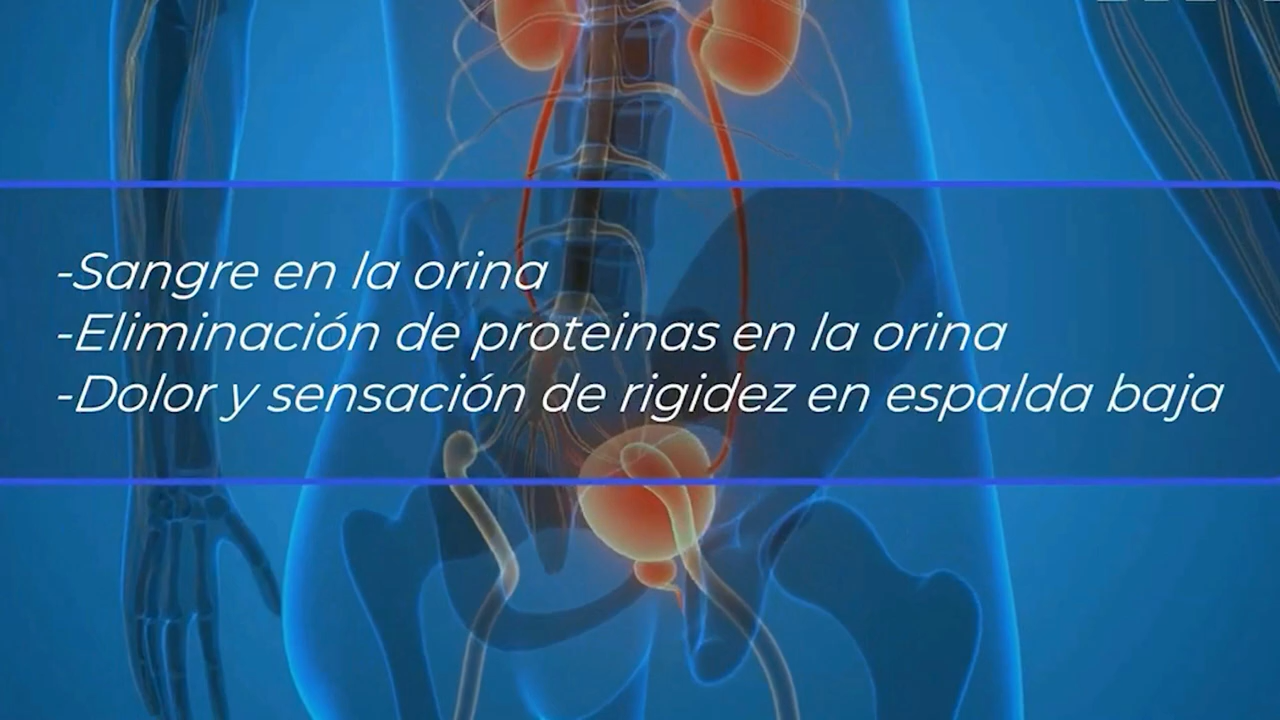 -Sangre en la orina
-Eliminación de proteinas en la orina
-Dolor y sensación de rigidez en espalda baja